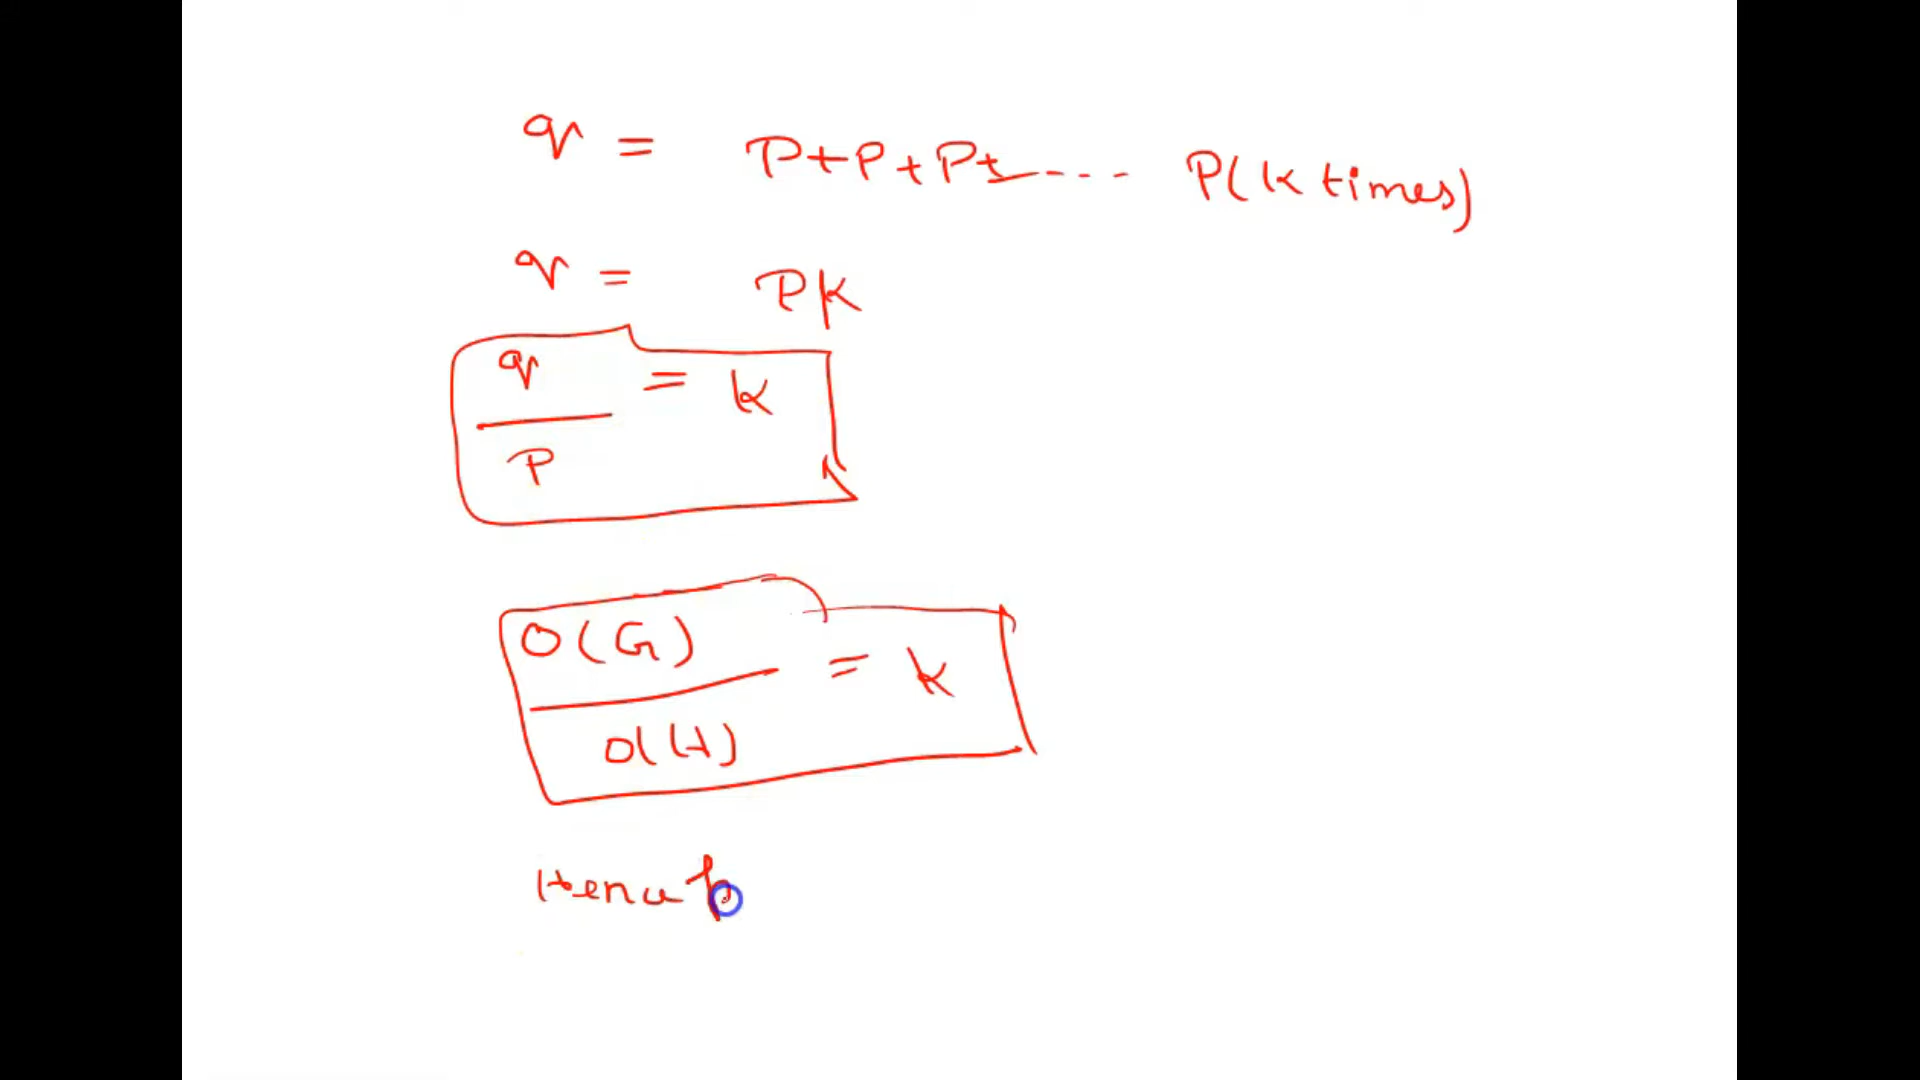 q = P+P+P+---- P(k times)
q = Pk
q/P = k
O(G)/O(H) = k
Hence